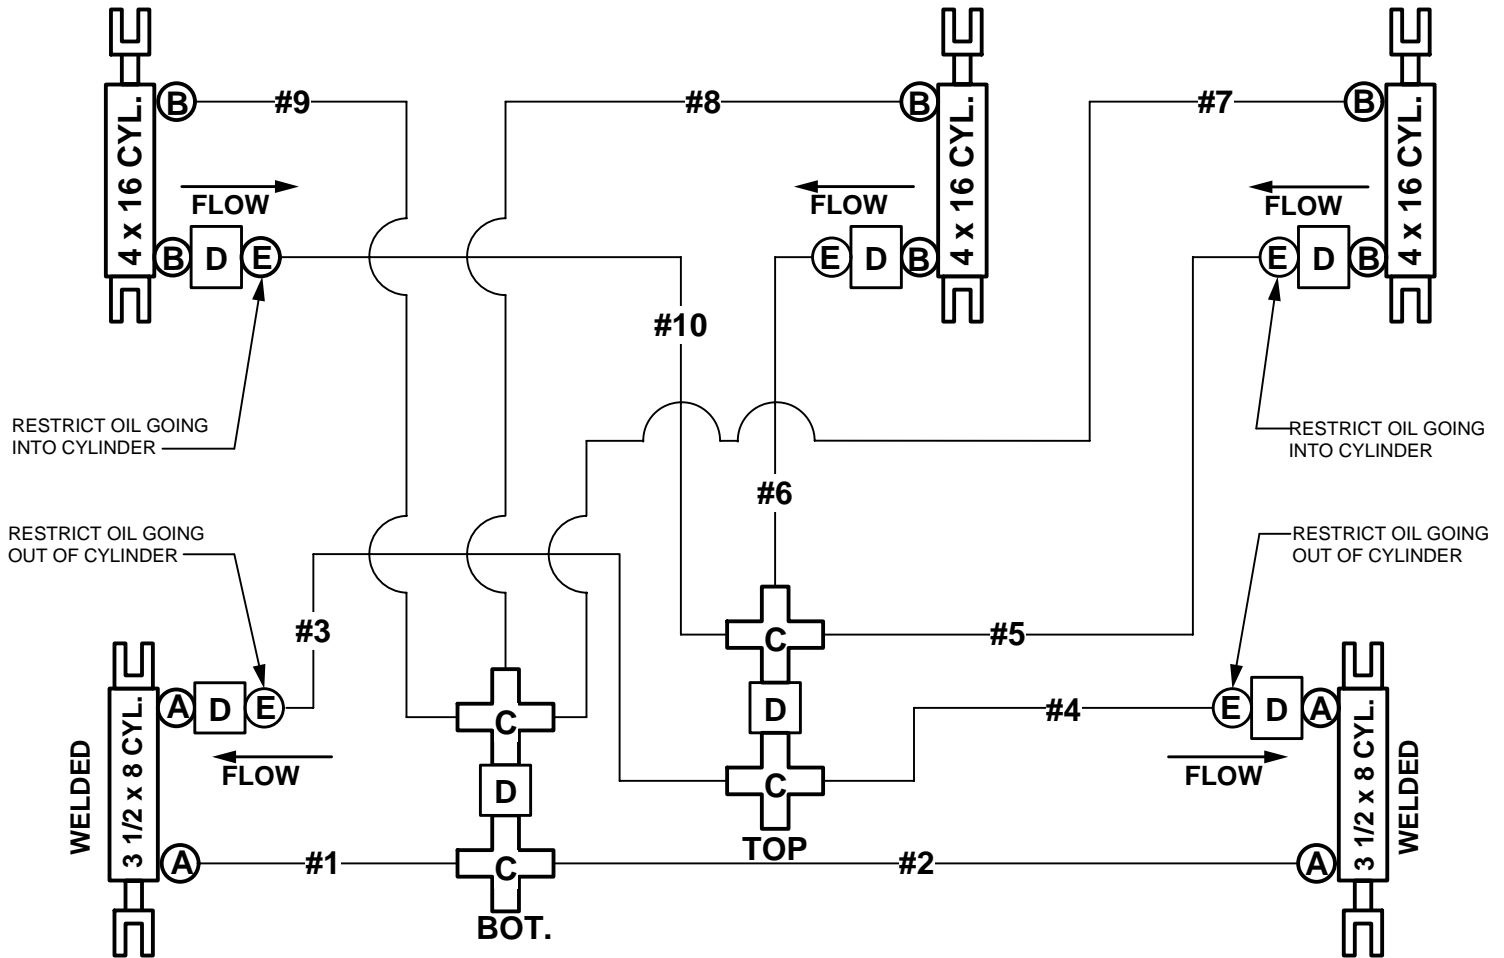 B
#9
#8
B
#7
B
4 x 16 CYL.
4 x 16 CYL.
4 x 16 CYL.
FLOW
FLOW
FLOW
B
D
E
E
D
B
E
D
B
#10
RESTRICT OIL GOING
INTO CYLINDER
RESTRICT OIL GOING
INTO CYLINDER
#6
RESTRICT OIL GOING
OUT OF CYLINDER
RESTRICT OIL GOING
OUT OF CYLINDER
#3
C
#5
A
D
E
C
D
#4
E
D
A
WELDED
3 1/2 x 8 CYL.
FLOW
D
C
FLOW
3 1/2 x 8 CYL.
WELDED
TOP
A
#1
C
#2
A
BOT.